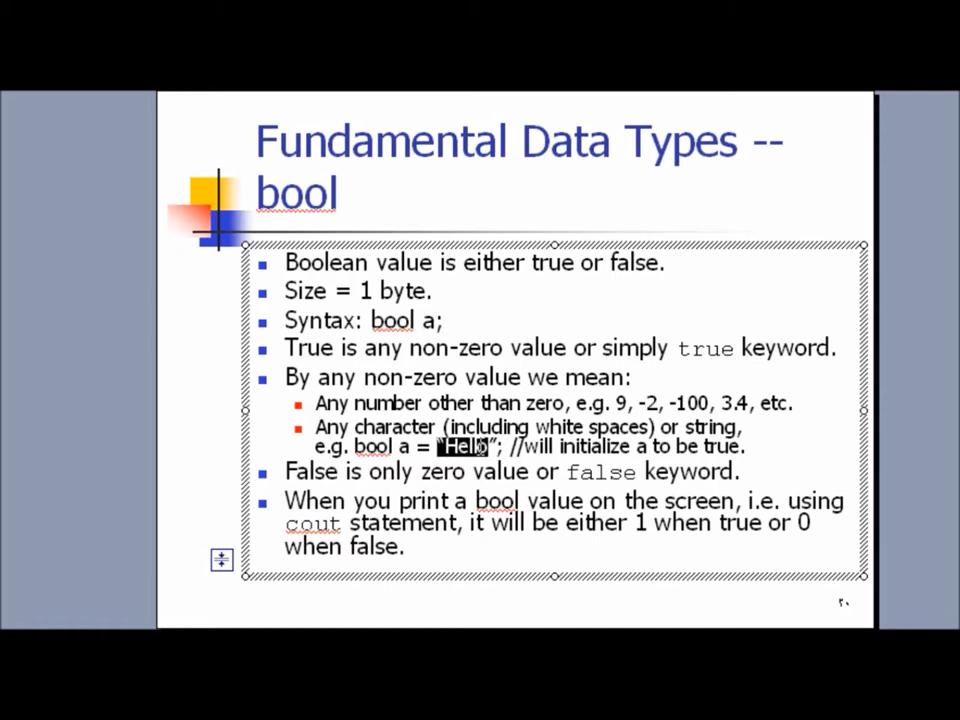 Fundamental Data Types --
bool
Boolean value is either true or false.
Size = 1 byte.
Syntax: bool a;
True is any non-zero value or simply true keyword.
By any non-zero value we mean:
Any number other than zero, e.g. 9, -2, -100, 3.4, etc.
Any character (including white spaces) or string,
e.g. bool a = “Hello”; //will initialize a to be true.
False is only zero value or false keyword.
When you print a bool value on the screen, i.e. using
cout statement, it will be either 1 when true or 0
when false.
٢٠